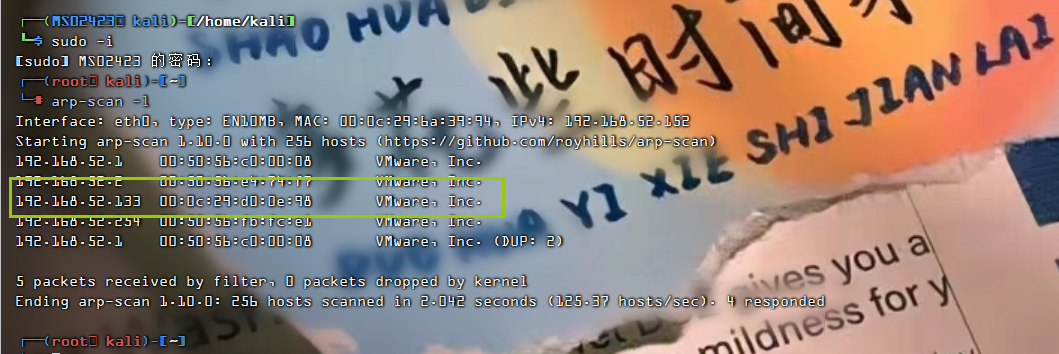 ┌──(MS02423㉿ kali)-[/home/kali]
└─$ sudo -i
[sudo] MS02423 的密码:
┌──(root㉿ kali)-[~]
└─# arp-scan -l
Interface: eth0, type: EN10MB, MAC: 00:0c:29:6a:39:94, IPv4: 192.168.52.152
Starting arp-scan 1.10.0 with 256 hosts (https://github.com/royhills/arp-scan)
192.168.52.1 00:50:56:c0:00:08 VMware, Inc.
192.168.52.2 00:50:56:e4:74:f7 VMware, Inc.
192.168.52.133 00:0c:29:d0:0e:98 VMware, Inc.
192.168.52.254 00:50:56:fb:fc:e1 VMware, Inc.
192.168.52.1 00:50:56:c0:00:08 VMware, Inc. (DUP: 2)
5 packets received by filter, 0 packets dropped by kernel
Ending arp-scan 1.10.0: 256 hosts scanned in 2.042 seconds (125.37 hosts/sec). 4 responded
┌──(root㉿ kali)-[~]
SHAO HUA
些时间
YI XIE SHI JIAN LAI
gives you a
mildness for y